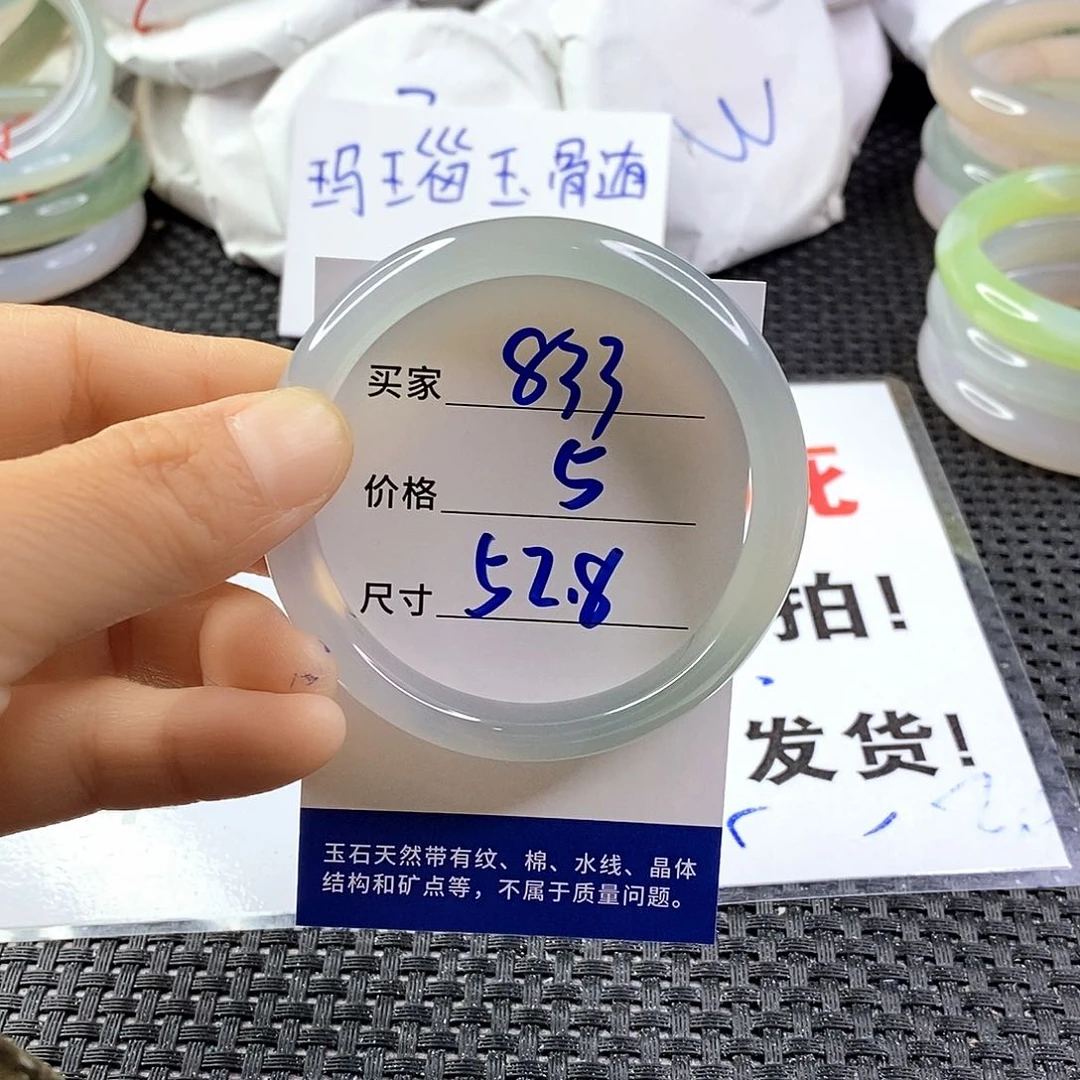 玛瑙玉骨髄
买家 833
价格 5
尺寸 52.8
拍！
发货！
玉石天然带有纹、棉、水线、晶体
结构和矿点等，不属于质量问题。